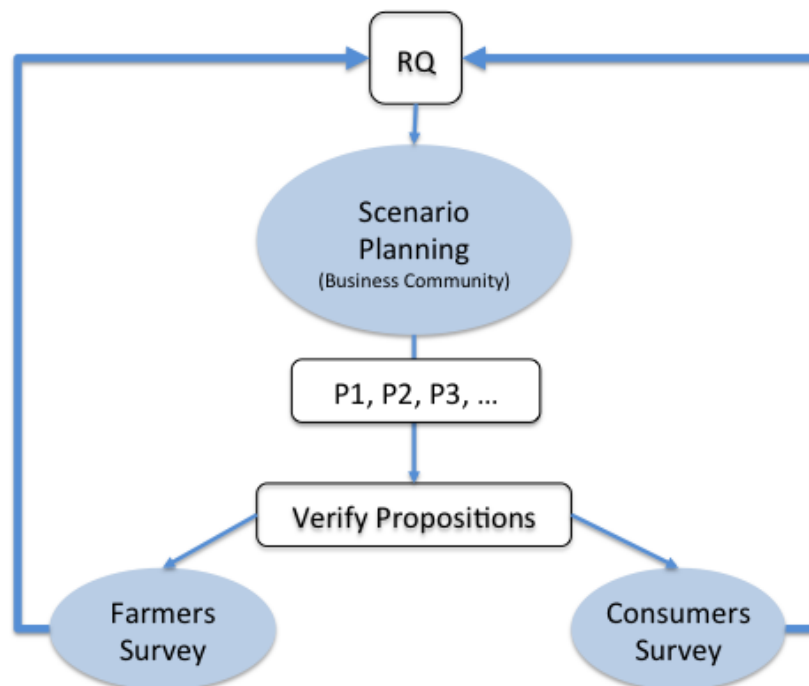 RQ
Scenario
Planning
(Business Community)
P1, P2, P3, ...
Verify Propositions
Farmers
Survey
Consumers
Survey